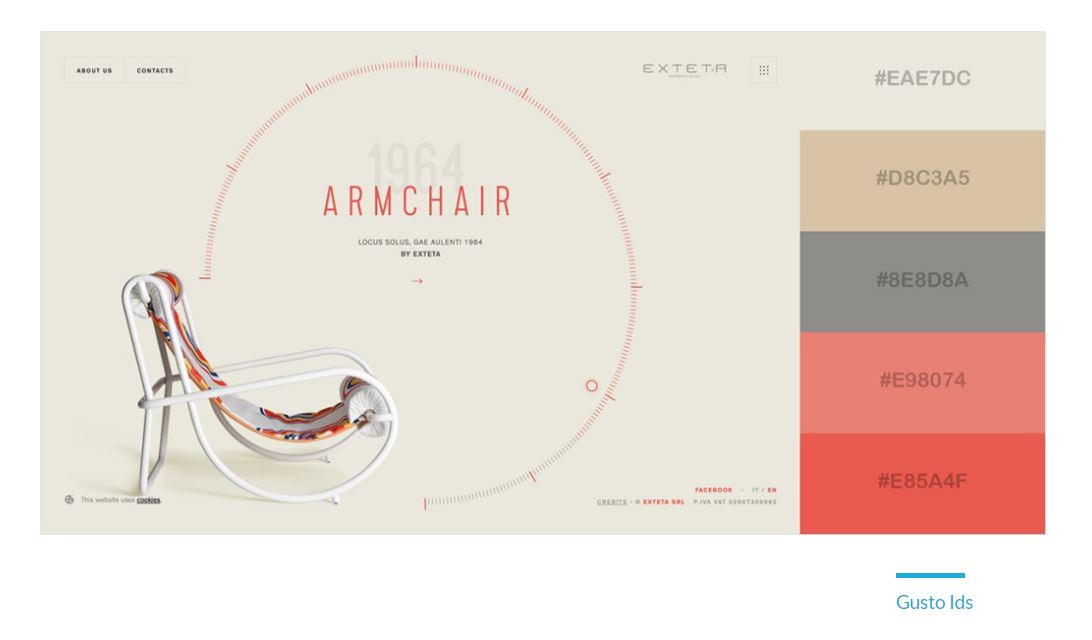 ABOUT US CONTACTS
EXTETA
1964
ARMCHAIR
LOCUS SOLUS, GAE AULENTI 1964
BY EXTETA
→
This website uses cookies.
FACEBOOK - IT / EN
CREDITS - © EXTETA SRL P.IVA VAT
#EAE7DC
#D8C3A5
#8E8D8A
#E98074
#E85A4F
Gusto Ids